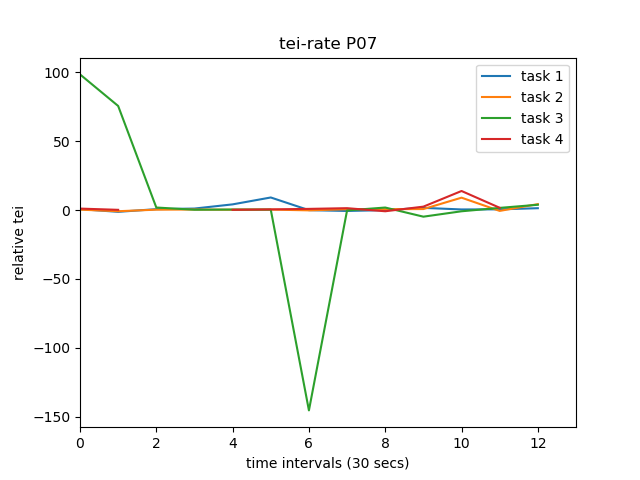 tei-rate P07
100
50
0
−50
−100
−150
relative tei
0 2 4 6 8 10 12
time intervals (30 secs)
task 1
task 2
task 3
task 4